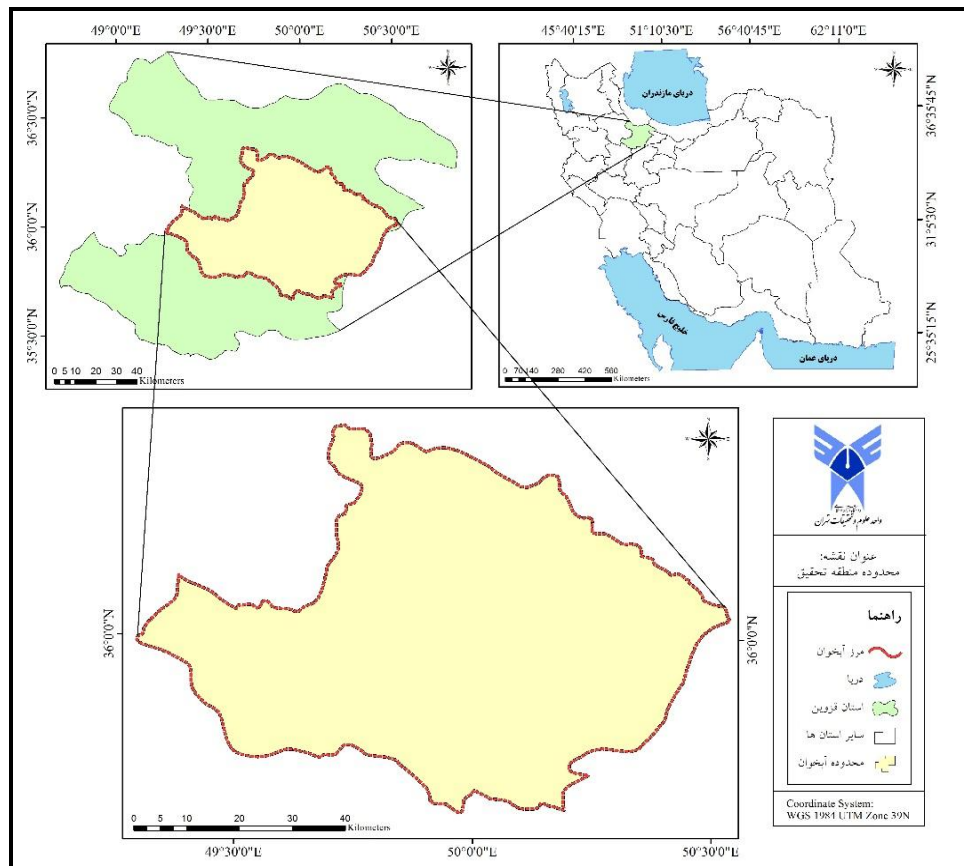 49°0'0"E 49°30'0"E 50°0'0"E 50°30'0"E
36°30'0"N
36°0'0"N
35°30'0"N
0 5 10 20 30 40
Kilometers
45°40'15"E 51°10'30"E 56°40'45"E 62°11'0"E
36°35'45"N
31°5'30"N
25°35'15"N
دریای مازندران
خلیج فارس
دریای عمان
0 70 140 280 420 560
Kilometers
36°0'0"N
36°0'0"N
0 5 10 20 30 40
Kilometers
49°30'0"E 50°0'0"E 50°30'0"E
واحد علوم و تحقیقات تهران
عنوان نقشه:
محدوده منطقه تحقیق
راهنما
مرز آبخوان
دریا
استان قزوین
سایر استان ها
محدوده آبخوان
Coordinate System:
WGS 1984 UTM Zone 39N